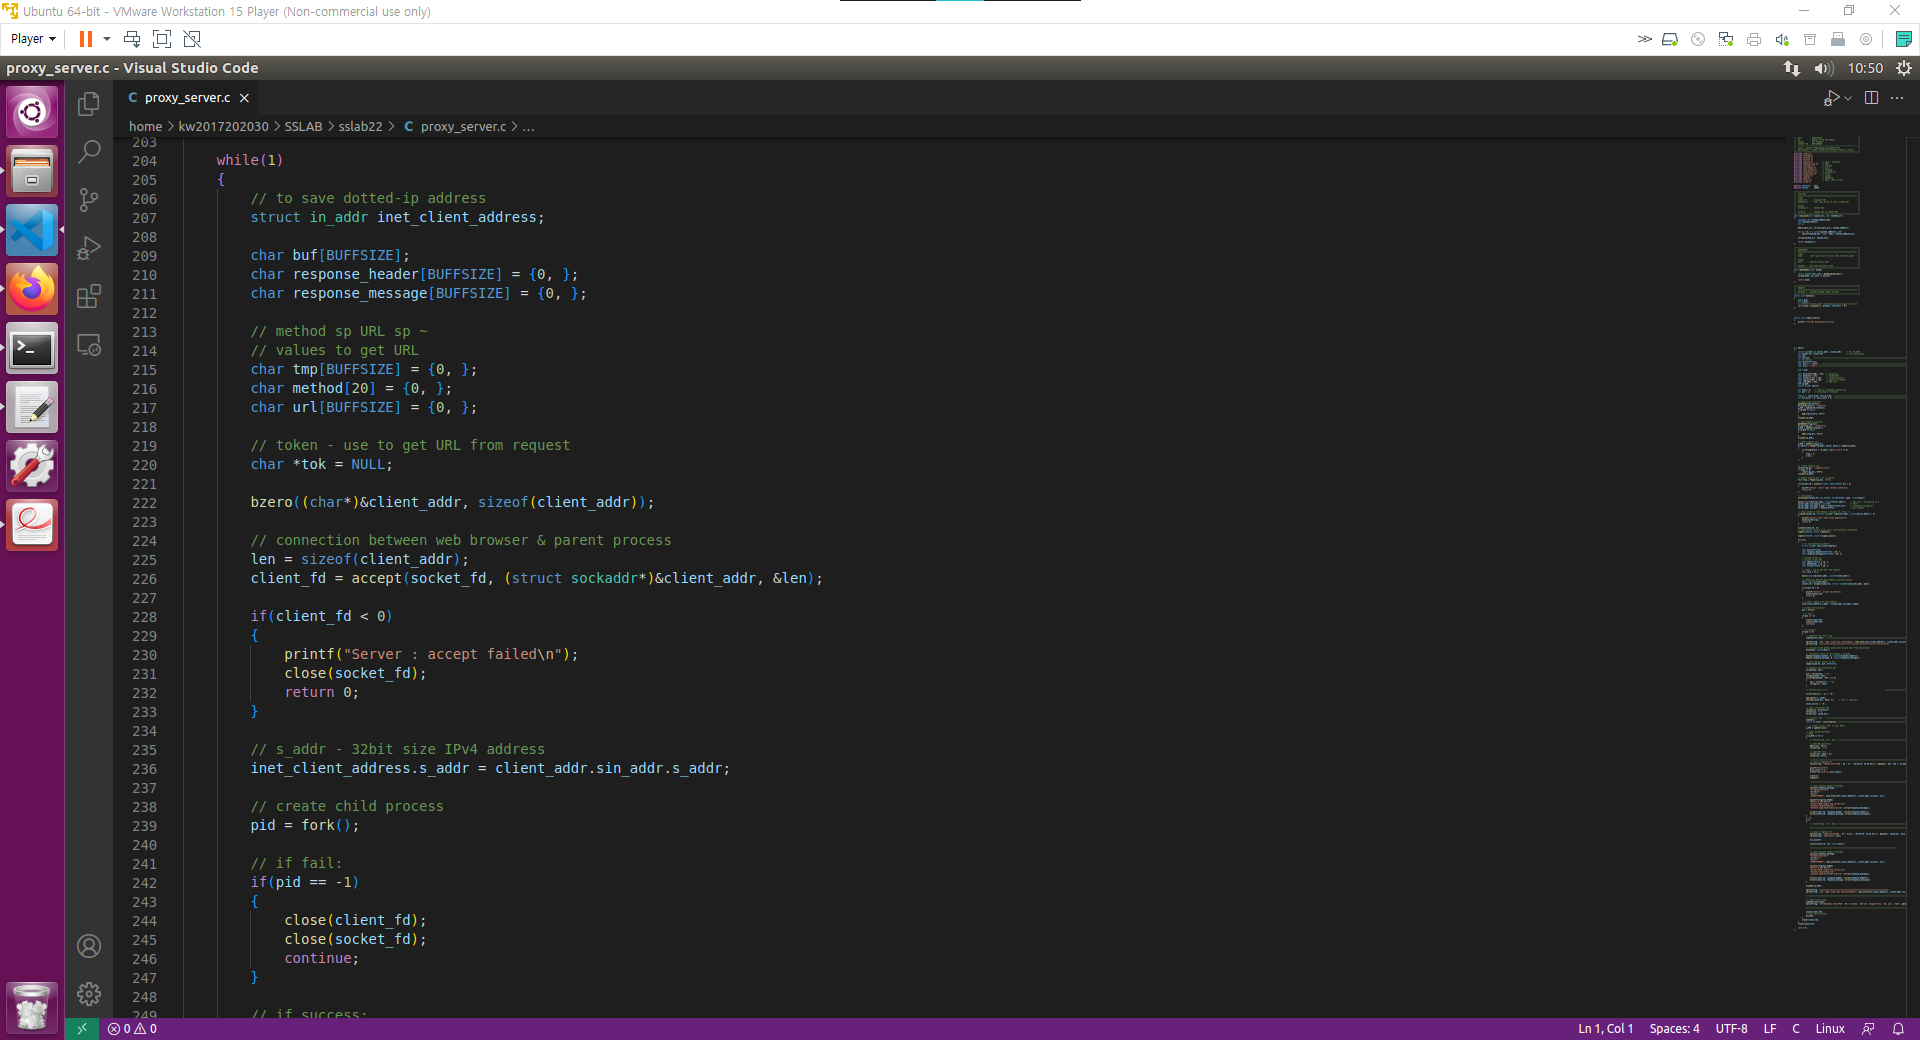 Ubuntu 64-bit - VMware Workstation 15 Player (Non-commercial use only)
Player
proxy_server.c - Visual Studio Code
10:50
C proxy_server.c
home > kw2017202030 > SSLAB > sslab22 > C proxy_server.c > ...
203
204 while(1)
205 {
206 // to save dotted-ip address
207 struct in_addr inet_client_address;
208
209 char buf[BUFFSIZE];
210 char response_header[BUFFSIZE] = {0, };
211 char response_message[BUFFSIZE] = {0, };
212
213 // method sp URL sp ~
214 // values to get URL
215 char tmp[BUFFSIZE] = {0, };
216 char method[20] = {0, };
217 char url[BUFFSIZE] = {0, };
218
219 // token - use to get URL from request
220 char *tok = NULL;
221
222 bzero((char*)&client_addr, sizeof(client_addr));
223
224 // connection between web browser & parent process
225 len = sizeof(client_addr);
226 client_fd = accept(socket_fd, (struct sockaddr*)&client_addr, &len);
227
228 if(client_fd < 0)
229 {
230 printf("Server : accept failed\n");
231 close(socket_fd);
232 return 0;
233 }
234
235 // s_addr - 32bit size IPv4 address
236 inet_client_address.s_addr = client_addr.sin_addr.s_addr;
237
238 // create child process
239 pid = fork();
240
241 // if fail:
242 if(pid == -1)
243 {
244 close(client_fd);
245 close(socket_fd);
246 continue;
247 }
248
249 // if success:
0 0 Ln 1, Col 1 Spaces: 4 UTF-8 LF C Linux